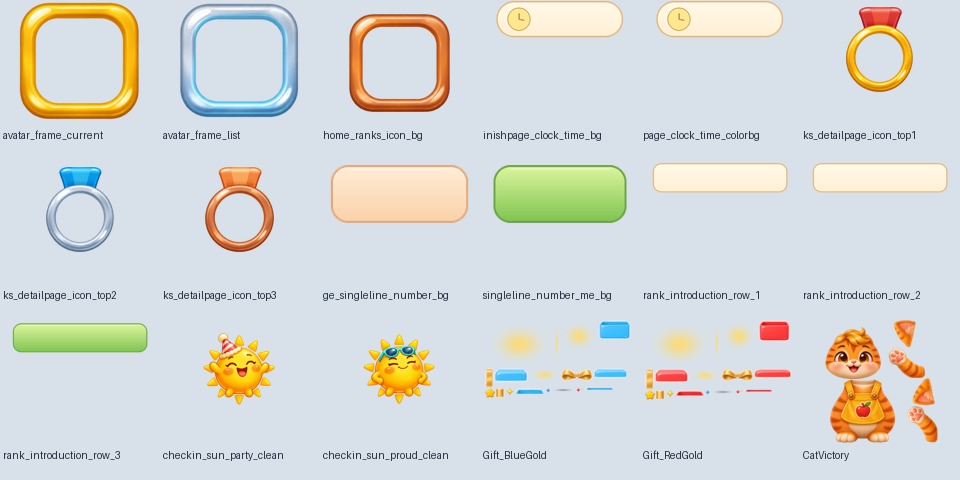 avatar_frame_current
avatar_frame_list
home_ranks_icon_bg
inishpage_clock_time_bg
page_clock_time_colorbg
ks_detailpage_icon_top1
ks_detailpage_icon_top2
ks_detailpage_icon_top3
ge_singleline_number_bg
singleline_number_me_bg
rank_introduction_row_1
rank_introduction_row_2
rank_introduction_row_3
checkin_sun_party_clean
checkin_sun_proud_clean
Gift_BlueGold
Gift_RedGold
CatVictory